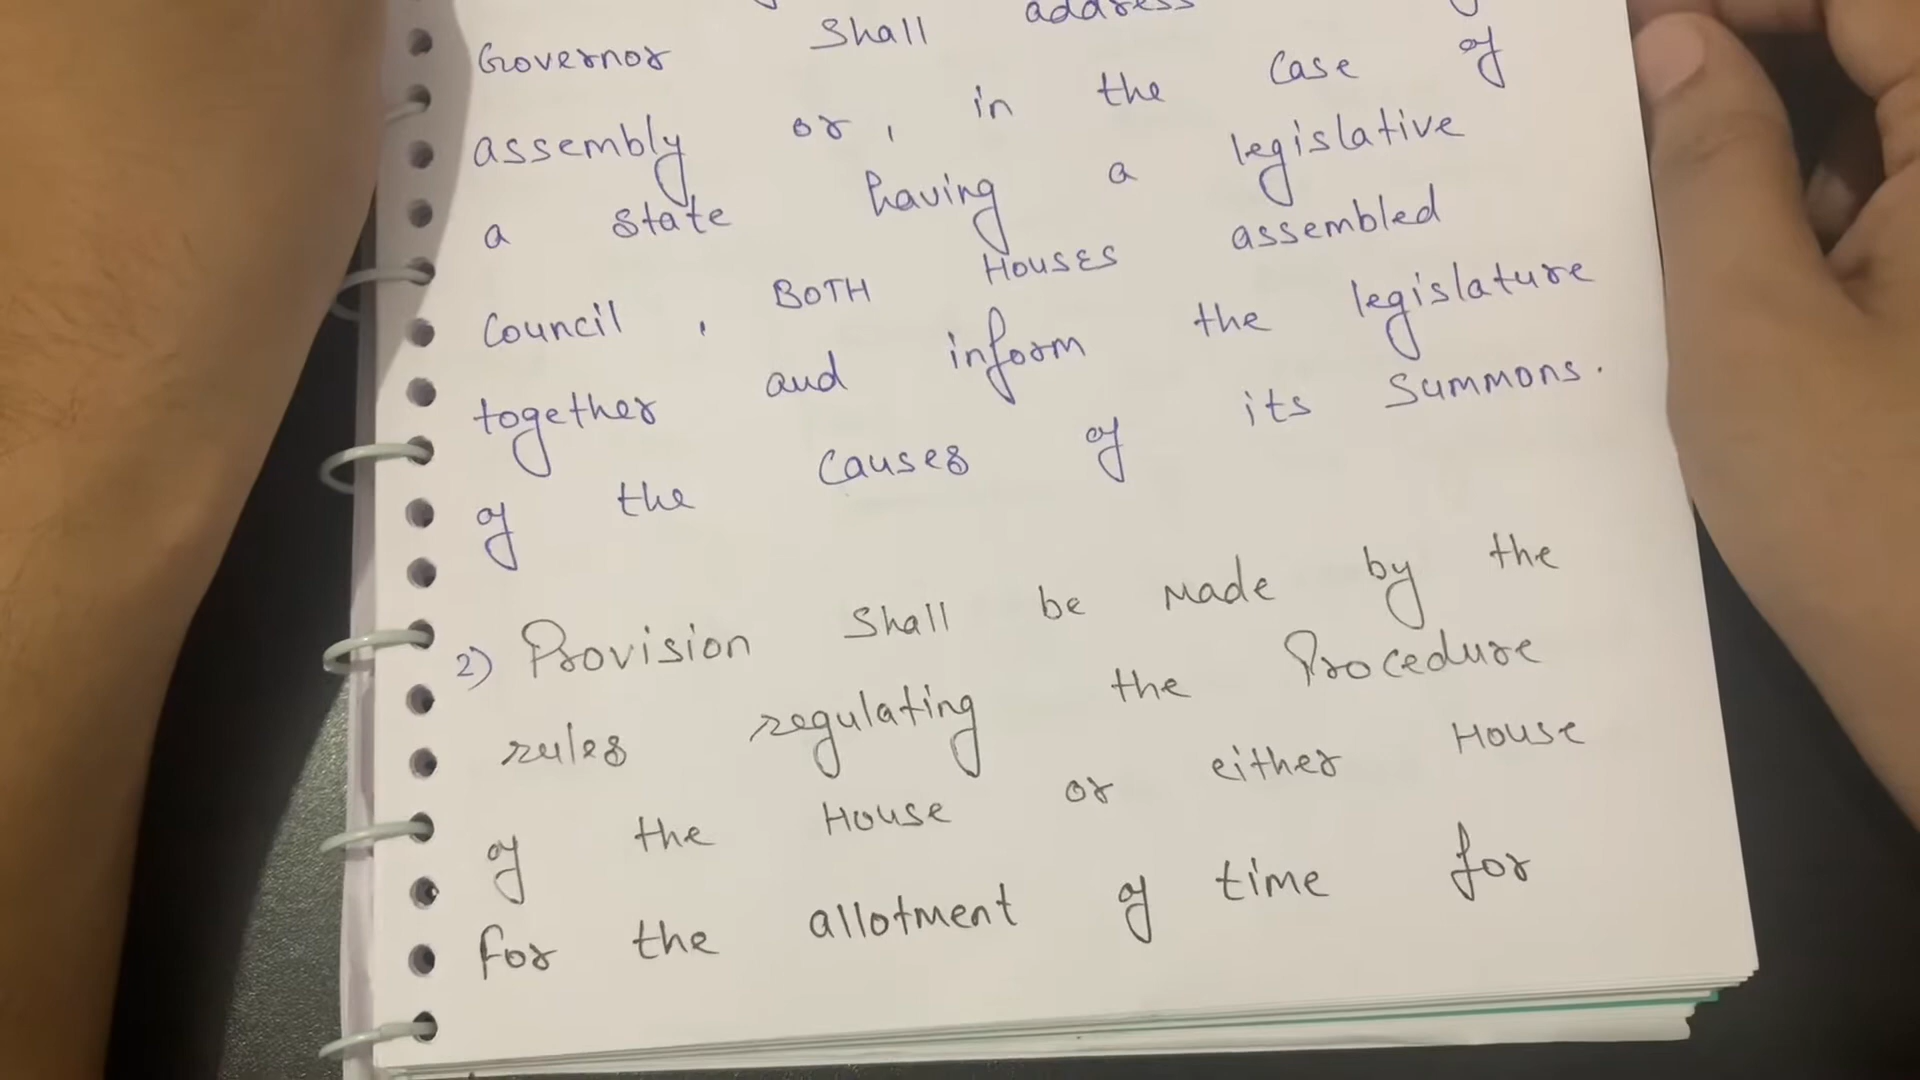 Governor shall address
assembly or, in the case of
a state having a legislative
Council, BOTH HOUSES assembled
together and inform the legislature
of the causes of its Summons.
2) Provision shall be made by the
rules regulating the Procedure
of the House or either House
for the allotment of time for